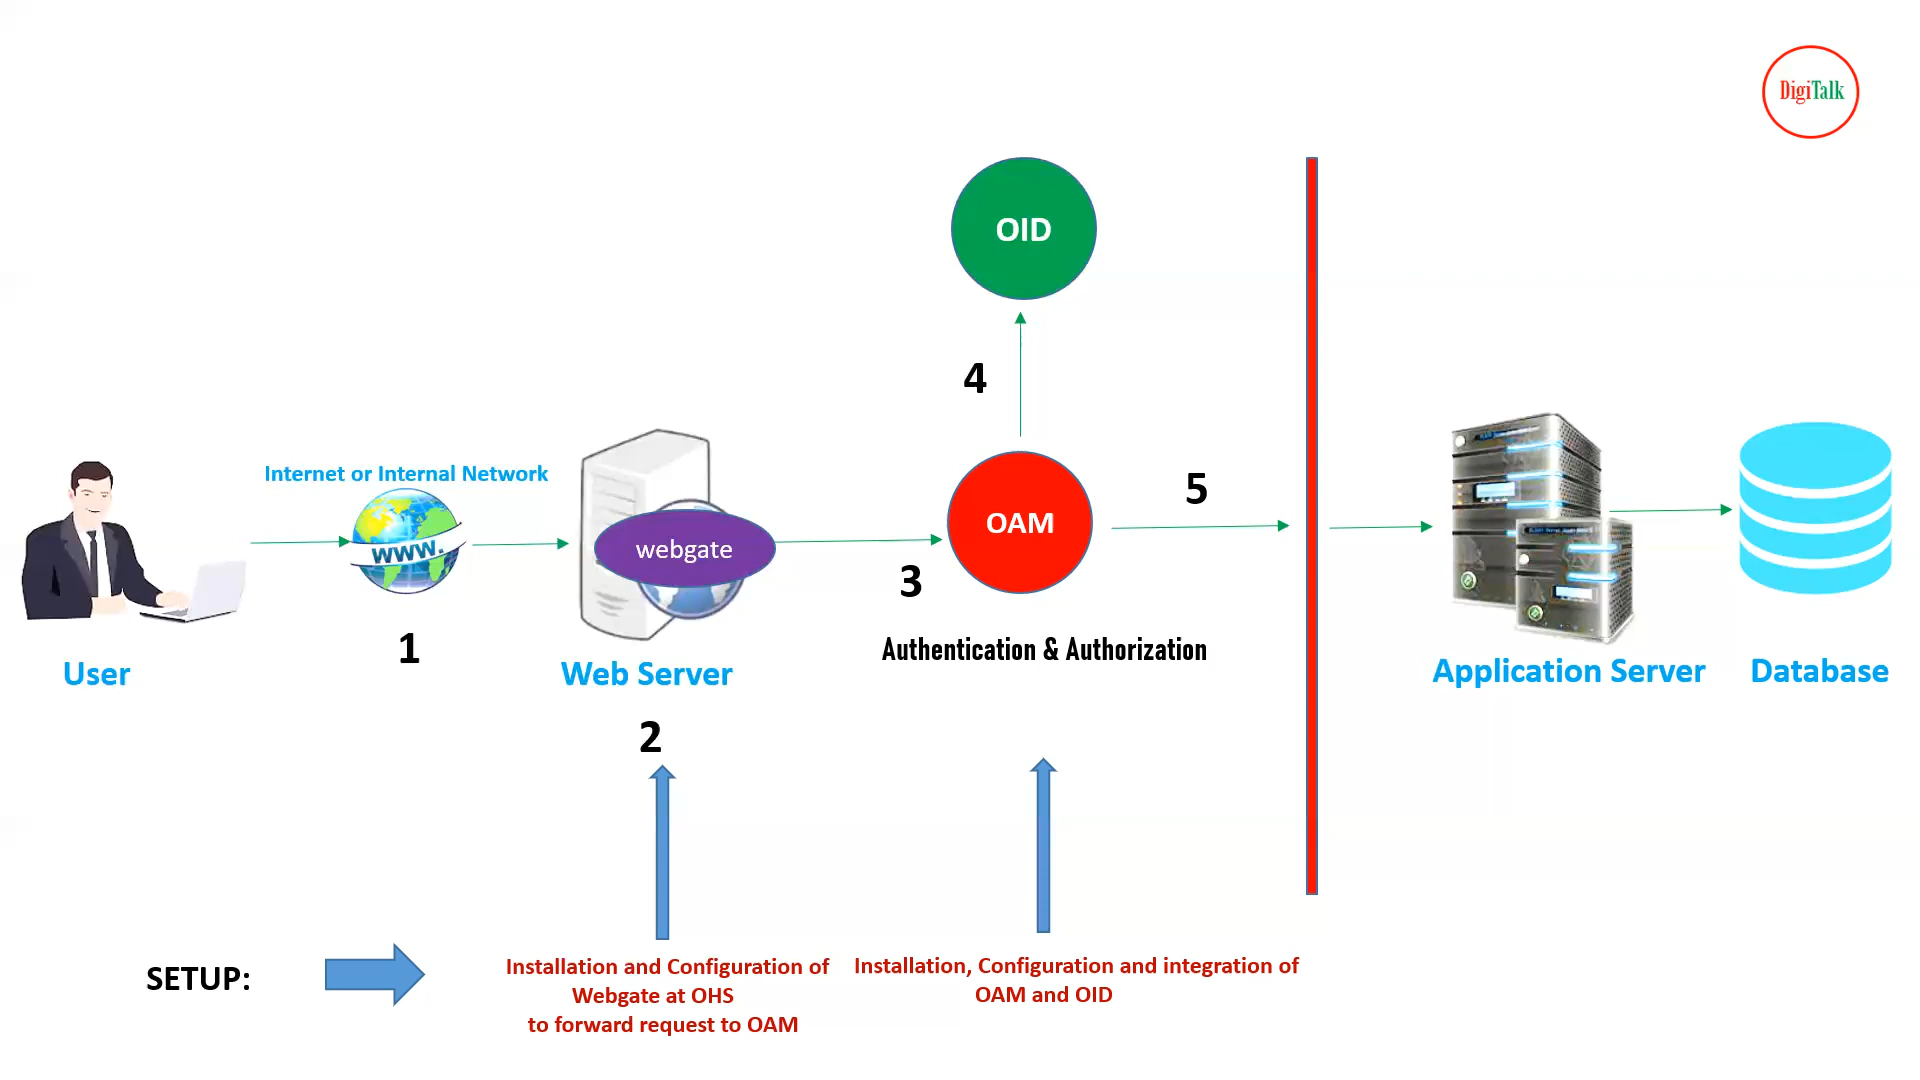 DigiTalk
OID
4
Internet or Internal Network
www.
webgate
OAM
5
3
1
User
Web Server
Authentication & Authorization
Application Server
Database
2
SETUP:
Installation and Configuration of
Webgate at OHS
to forward request to OAM
Installation, Configuration and integration of
OAM and OID